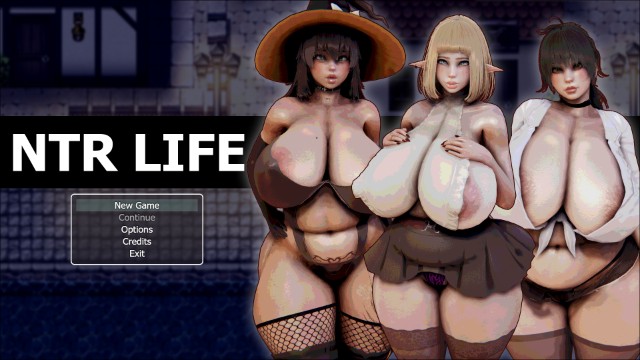 NTR LIFE
New Game
Continue
Options
Credits
Exit